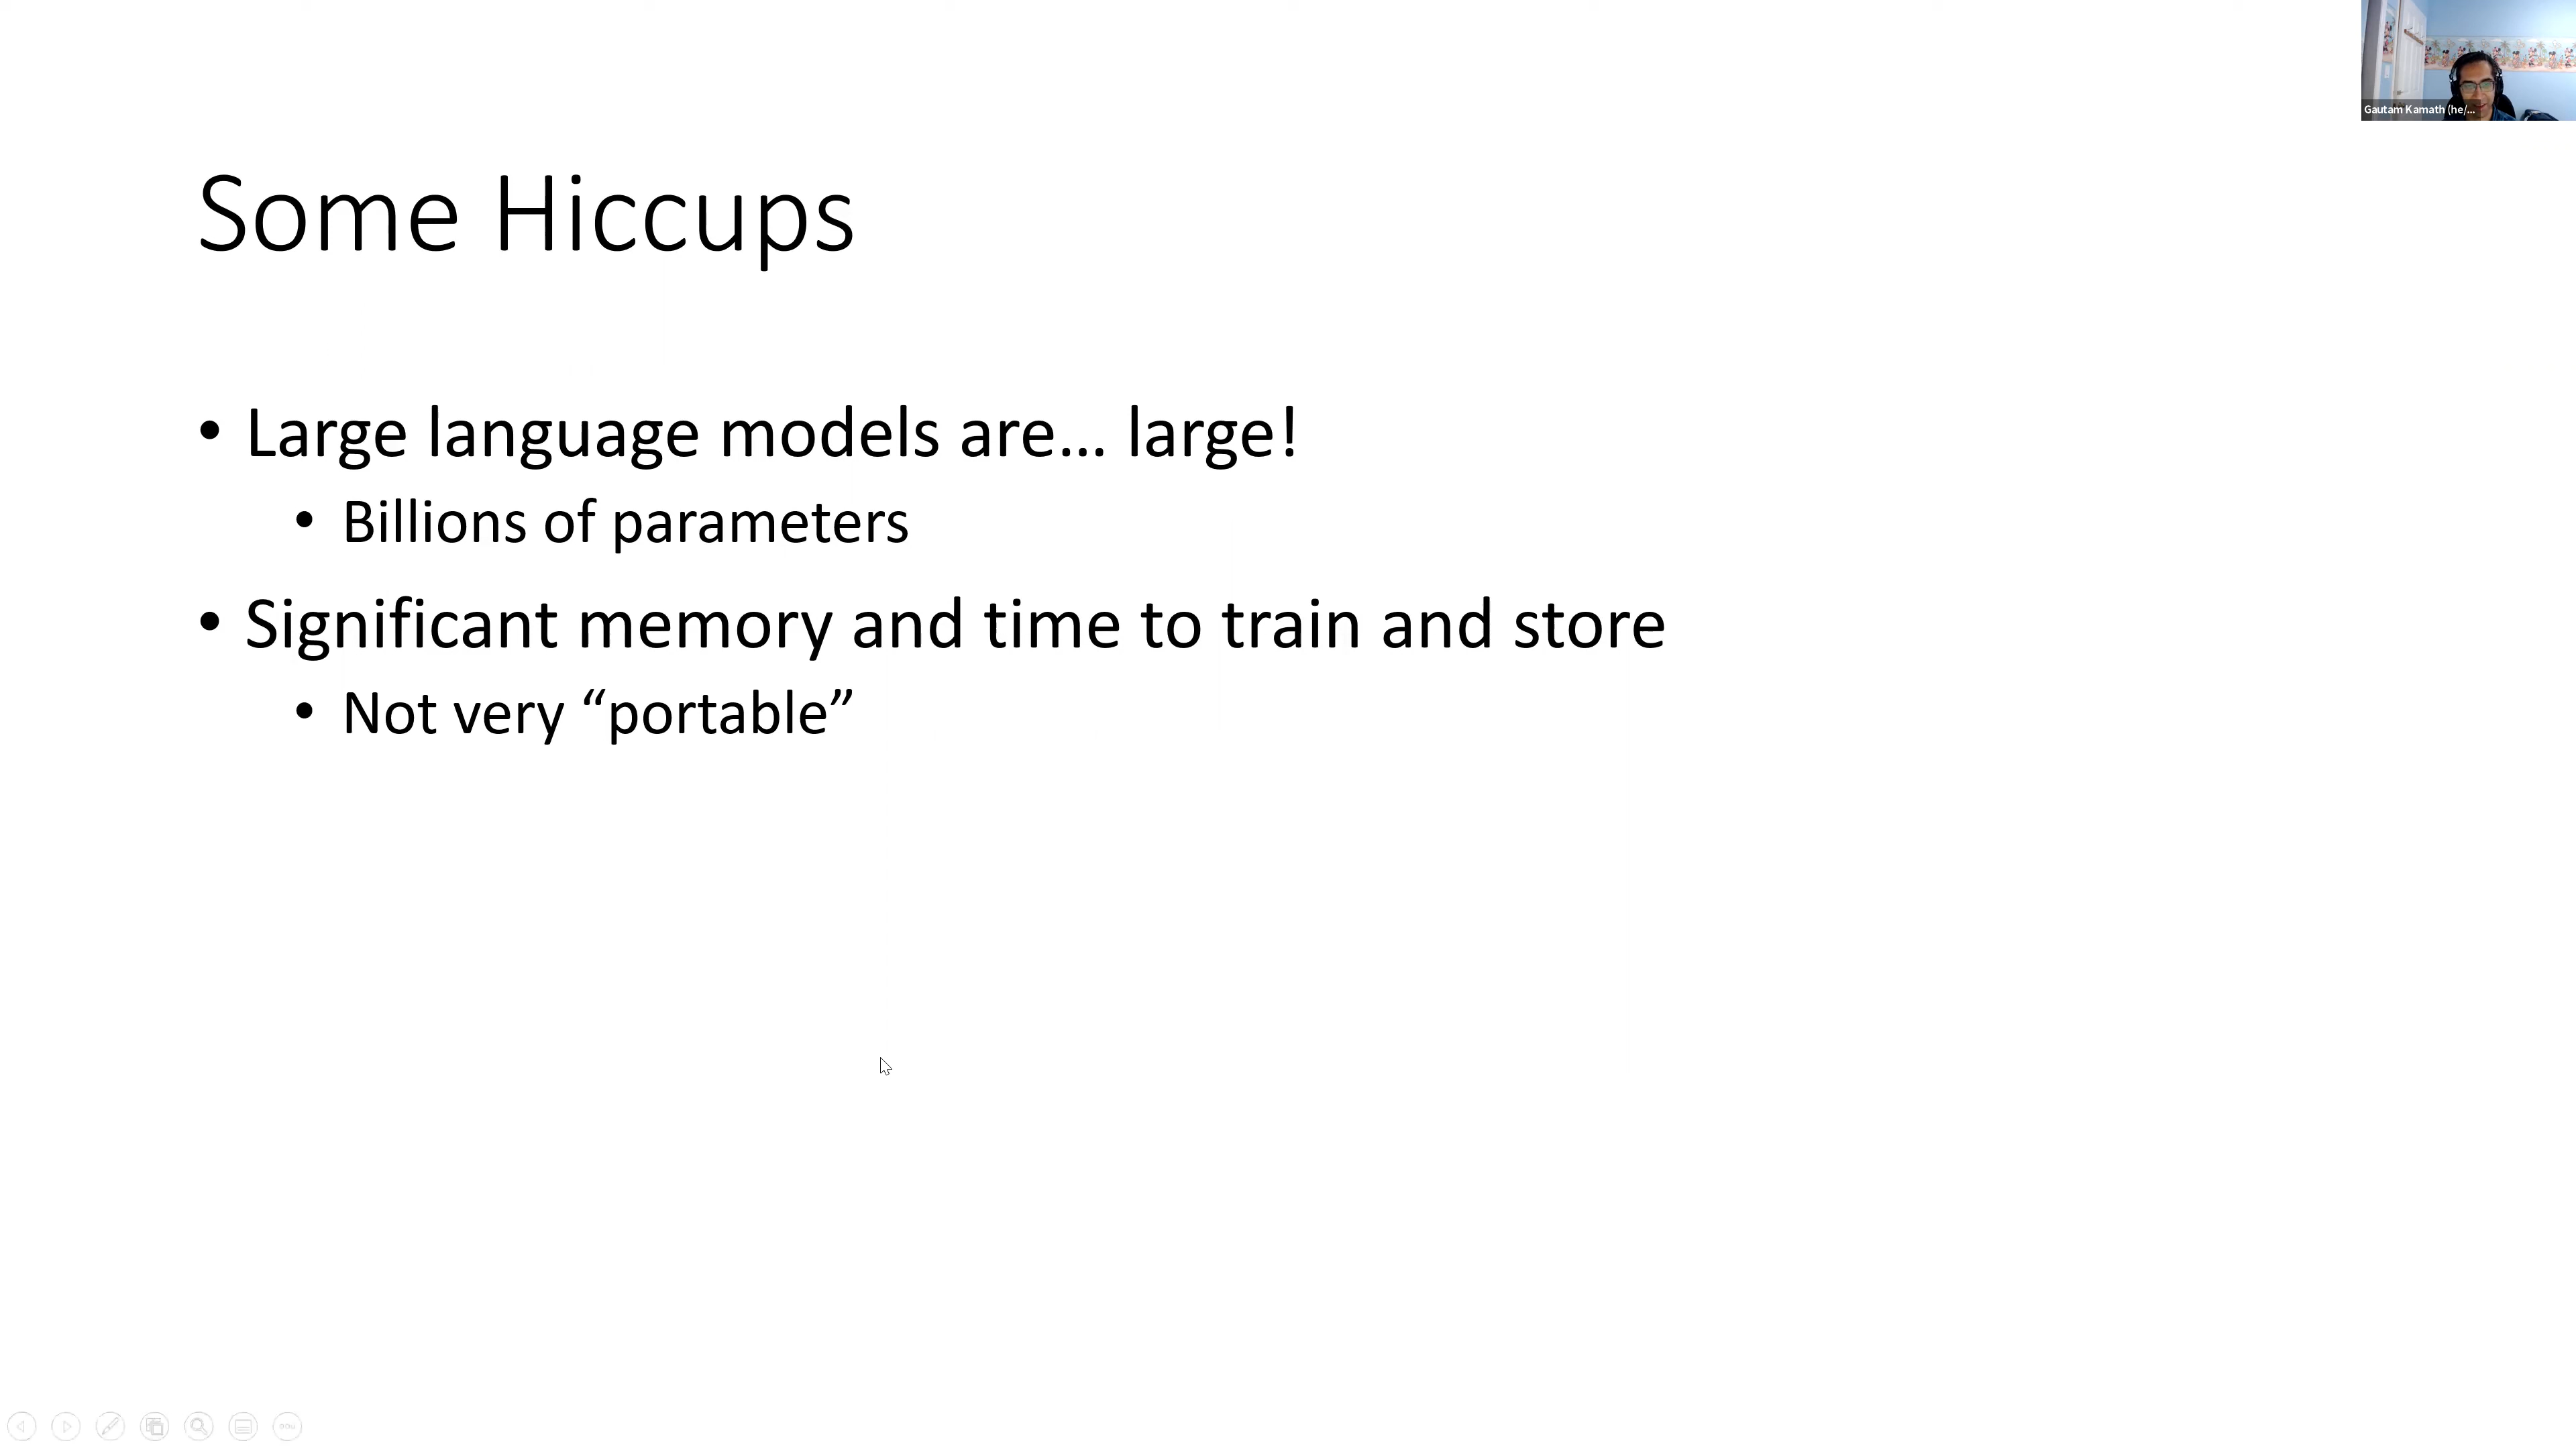 Gautam Kamath (he/...
Some Hiccups
• Large language models are... large!
• Billions of parameters
• Significant memory and time to train and store
• Not very “portable”